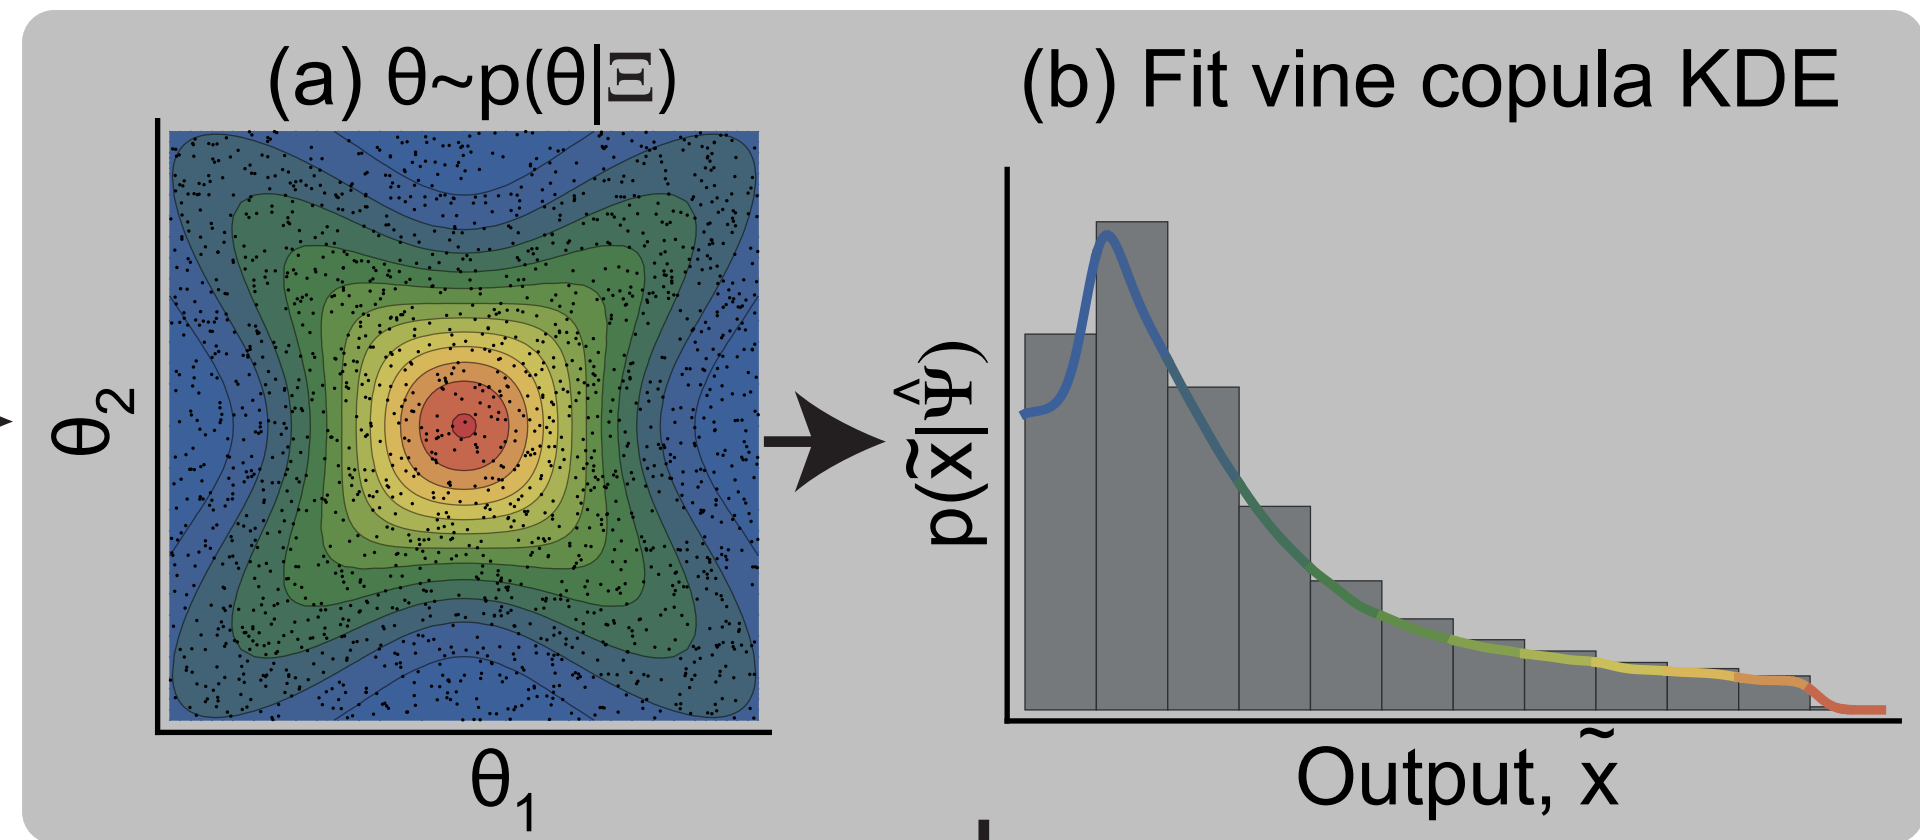 (a) θ~p(θ|Ξ)
(b) Fit vine copula KDE
θ₂
θ₁
p(x̃|Ψ̂)
Output, x̃